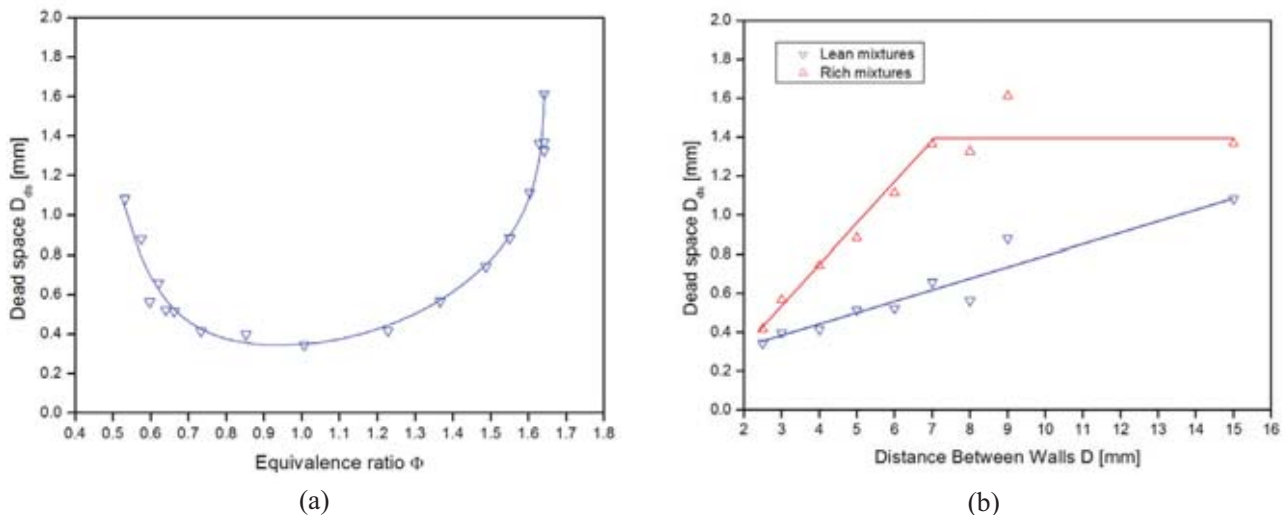 2.0
1.8
1.6
1.4
1.2
1.0
0.8
0.6
0.4
0.2
0.0
Dead space D_ds [mm]
0.4 0.5 0.6 0.7 0.8 0.9 1.0 1.1 1.2 1.3 1.4 1.5 1.6 1.7 1.8
Equivalence ratio Φ
(a)
2.0
1.8
1.6
1.4
1.2
1.0
0.8
0.6
0.4
0.2
0.0
Dead space D_ds [mm]
Lean mixtures
Rich mixtures
2 3 4 5 6 7 8 9 10 11 12 13 14 15 16
Distance Between Walls D [mm]
(b)